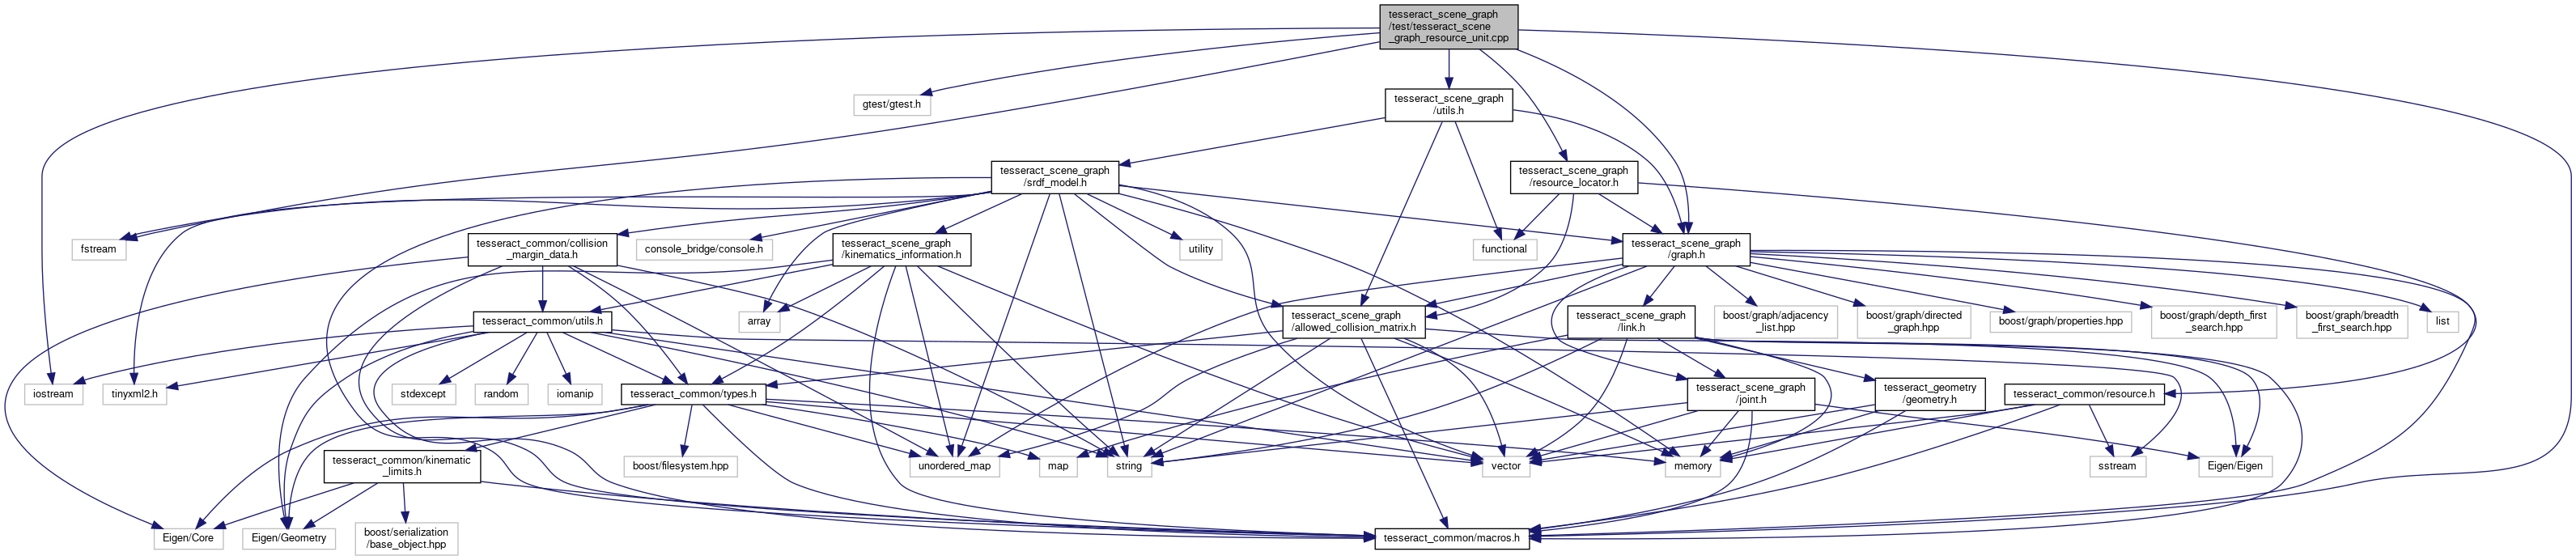 tesseract_scene_graph
/test/tesseract_scene
_graph_resource_unit.cpp
gtest/gtest.h
tesseract_scene_graph
/utils.h
tesseract_scene_graph
/srdf_model.h
tesseract_scene_graph
/resource_locator.h
fstream
tesseract_common/collision
_margin_data.h
console_bridge/console.h
tesseract_scene_graph
/kinematics_information.h
utility
functional
tesseract_scene_graph
/graph.h
array
tesseract_common/utils.h
tesseract_scene_graph
/allowed_collision_matrix.h
tesseract_scene_graph
/link.h
boost/graph/adjacency
_list.hpp
boost/graph/directed
_graph.hpp
boost/graph/properties.hpp
boost/graph/depth_first
_search.hpp
boost/graph/breadth
_first_search.hpp
list
iostream
tinyxml2.h
stdexcept
random
iomanip
tesseract_common/types.h
tesseract_scene_graph
/joint.h
tesseract_geometry
/geometry.h
tesseract_common/resource.h
tesseract_common/kinematic
_limits.h
boost/filesystem.hpp
unordered_map
map
string
vector
memory
sstream
Eigen/Eigen
Eigen/Core
Eigen/Geometry
boost/serialization
/base_object.hpp
tesseract_common/macros.h